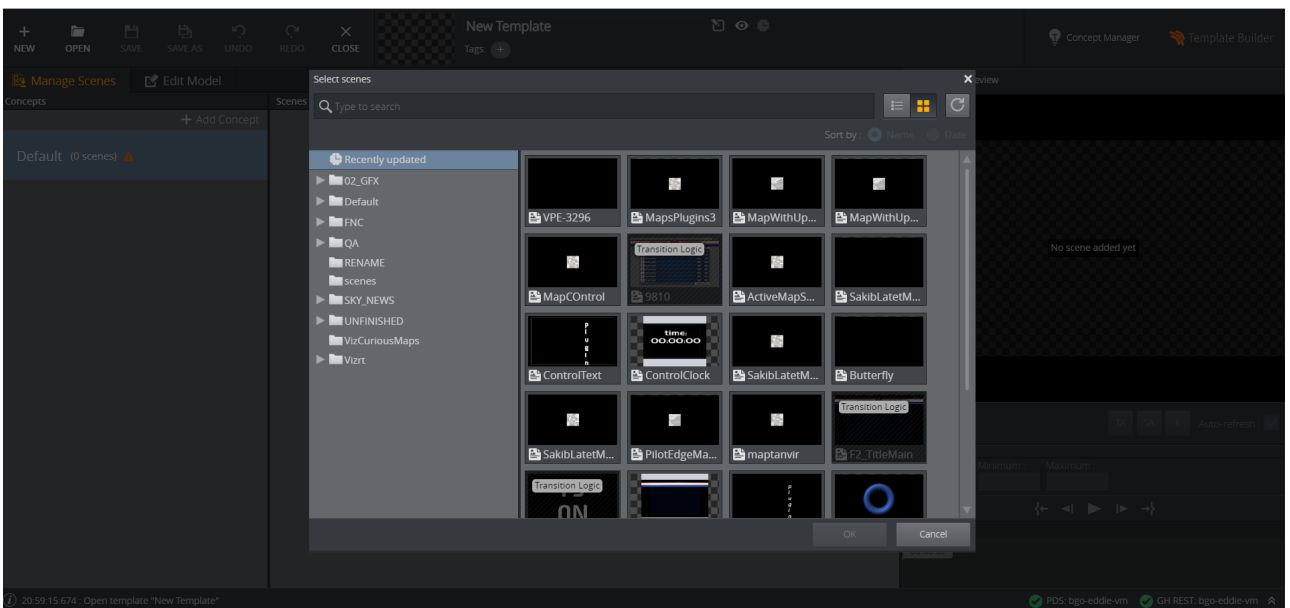 New Template
NEW OPEN SAVE SAVE AS UNDO REDO CLOSE
Tags: +
Concept Manager
Template Builder
Manage Scenes
Edit Model
Concepts
Scenes
+ Add Concept
Default (0 scenes)
Select scenes
Type to search
Sort by: Name Date
Recently updated
02_GFX
Default
FNC
QA
RENAME
scenes
SKY_NEWS
UNFINISHED
VizCuriousMaps
Vizrt
VPE-3296
MapsPlugins3
MapWithUp...
MapWithUp...
MapCOntrol
Transition Logic
9810
ActiveMapS...
SakibLatetM...
Plugin
ControlText
time:
00:00:00
ControlClock
SakibLatetM...
Butterfly
SakibLatetM...
PilotEdgeMa...
maptanvir
Transition Logic
F2_TitleMain
Transition Logic
ON
Plugin
OK
Cancel
No scene added yet
TA SA A Auto-refresh
Minimum: Maximum:
20:59:15:674 : Open template "New Template"
PDS: bgo-eddie-vm
GH REST: bgo-eddie-vm